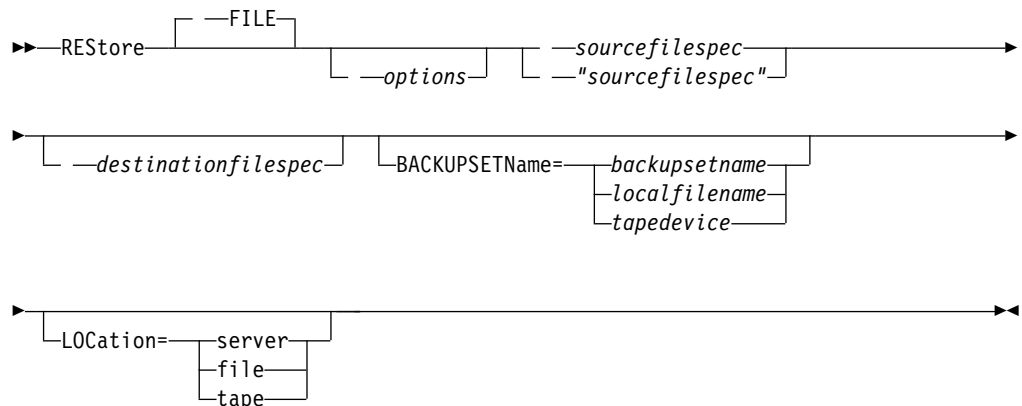 FILE
REStore
options
sourcefilespec
"sourcefilespec"
destinationfilespec
BACKUPSETName=
backupsetname
localfilename
tapedevice
LOCation=
server
file
tape